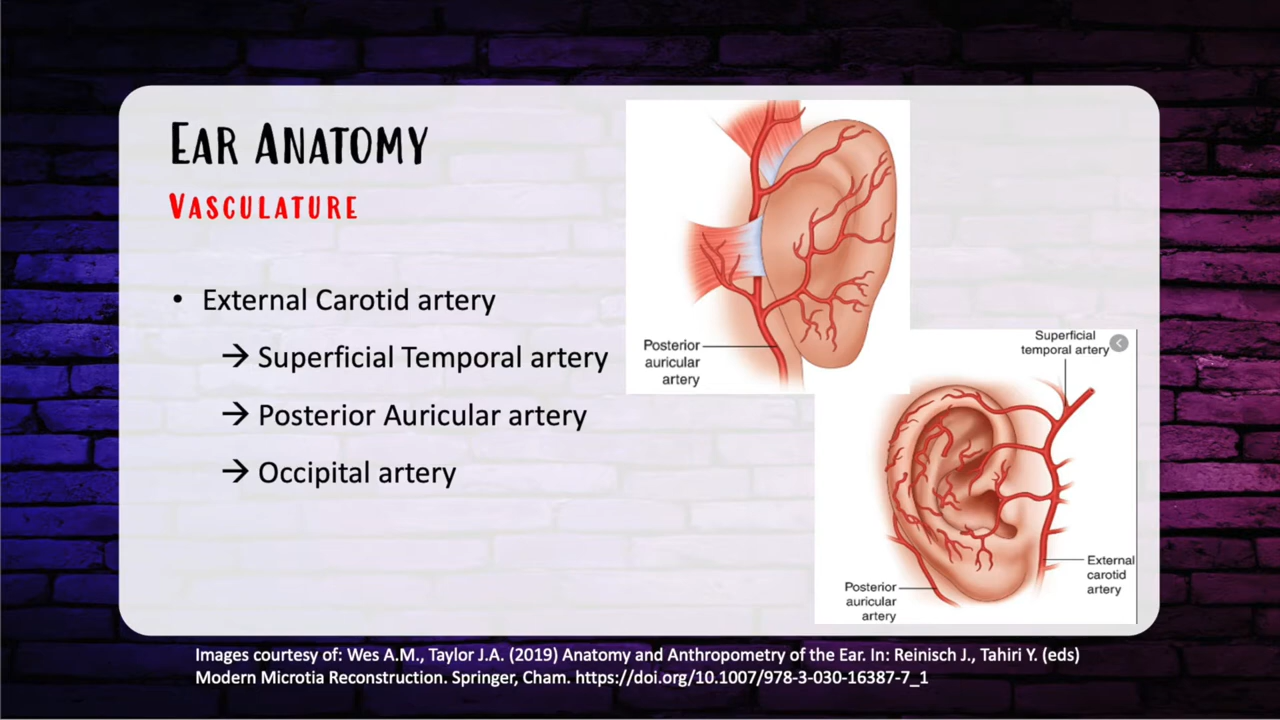 EAR ANATOMY
VASCULATURE
• External Carotid artery
→ Superficial Temporal artery
→ Posterior Auricular artery
→ Occipital artery
Posterior
auricular
artery
Superficial
temporal artery
External
carotid
artery
Posterior
auricular
artery
Images courtesy of: Wes A.M., Taylor J.A. (2019) Anatomy and Anthropometry of the Ear. In: Reinisch J., Tahiri Y. (eds)
Modern Microtia Reconstruction. Springer, Cham. https://doi.org/10.1007/978-3-030-16387-7_1